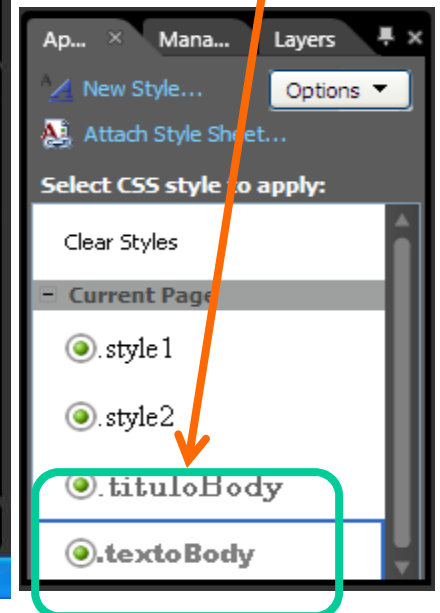 Ap... × Mana... Layers ×
New Style... Options
Attach Style Sheet...
Select CSS style to apply:
Clear Styles
Current Page
.style1
.style2
.tituloBody
.textoBody